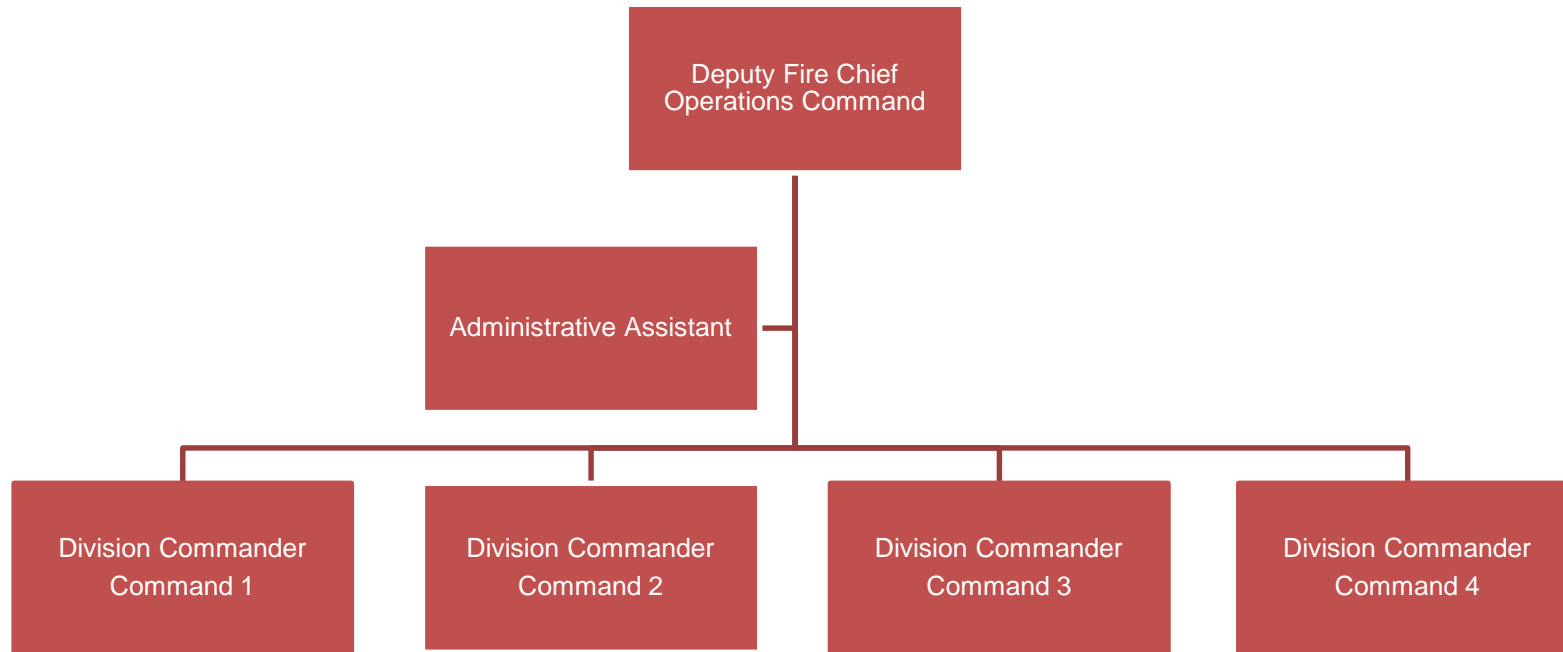 Deputy Fire Chief
Operations Command
Administrative Assistant
Division Commander
Command 1
Division Commander
Command 2
Division Commander
Command 3
Division Commander
Command 4